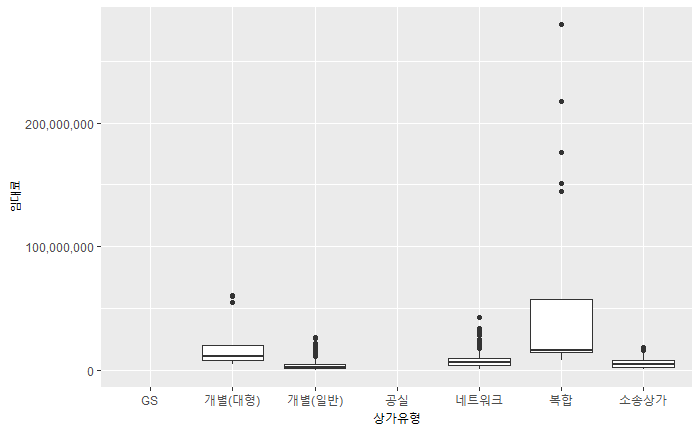 임대료
200,000,000
100,000,000
0
GS
개별(대형)
개별(일반)
공실
네트워크
복합
소송상가
상가유형